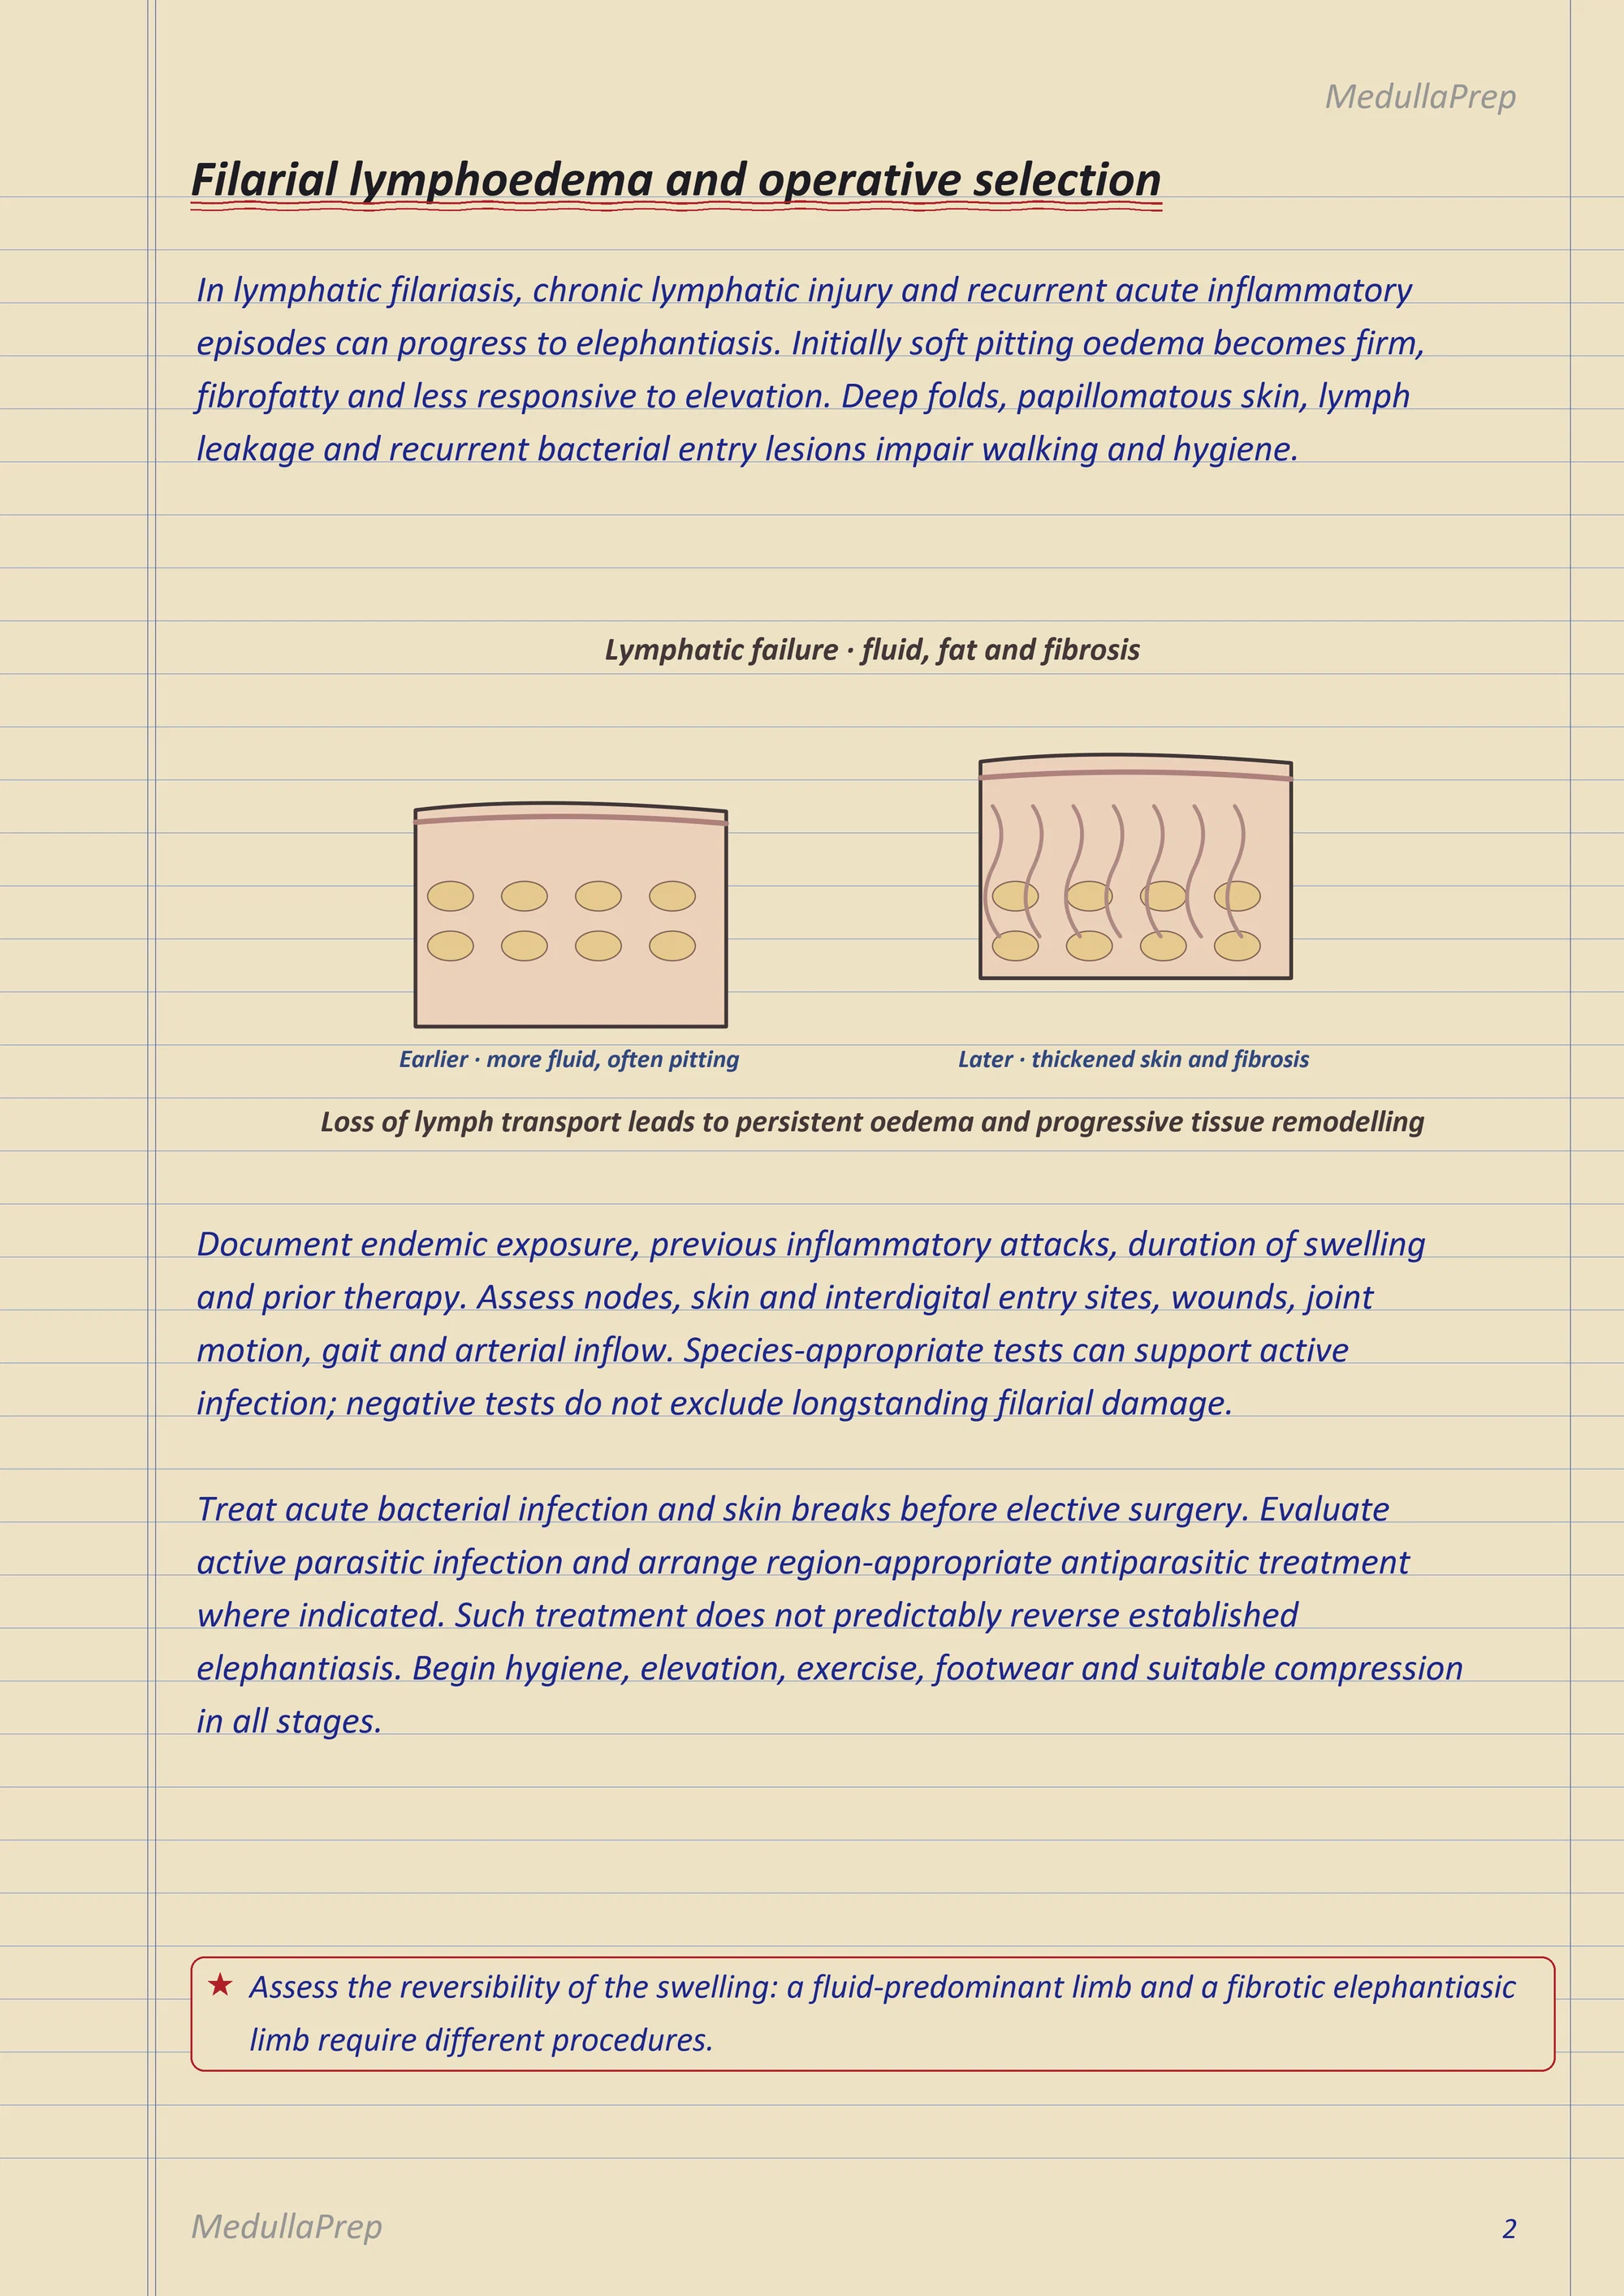 MedullaPrep
Filarial lymphoedema and operative selection
In lymphatic filariasis, chronic lymphatic injury and recurrent acute inflammatory
episodes can progress to elephantiasis. Initially soft pitting oedema becomes firm,
fibrofatty and less responsive to elevation. Deep folds, papillomatous skin, lymph
leakage and recurrent bacterial entry lesions impair walking and hygiene.
Lymphatic failure · fluid, fat and fibrosis
Earlier · more fluid, often pitting
Later · thickened skin and fibrosis
Loss of lymph transport leads to persistent oedema and progressive tissue remodelling
Document endemic exposure, previous inflammatory attacks, duration of swelling
and prior therapy. Assess nodes, skin and interdigital entry sites, wounds, joint
motion, gait and arterial inflow. Species-appropriate tests can support active
infection; negative tests do not exclude longstanding filarial damage.
Treat acute bacterial infection and skin breaks before elective surgery. Evaluate
active parasitic infection and arrange region-appropriate antiparasitic treatment
where indicated. Such treatment does not predictably reverse established
elephantiasis. Begin hygiene, elevation, exercise, footwear and suitable compression
in all stages.
★ Assess the reversibility of the swelling: a fluid-predominant limb and a fibrotic elephantiasic
limb require different procedures.
MedullaPrep
2